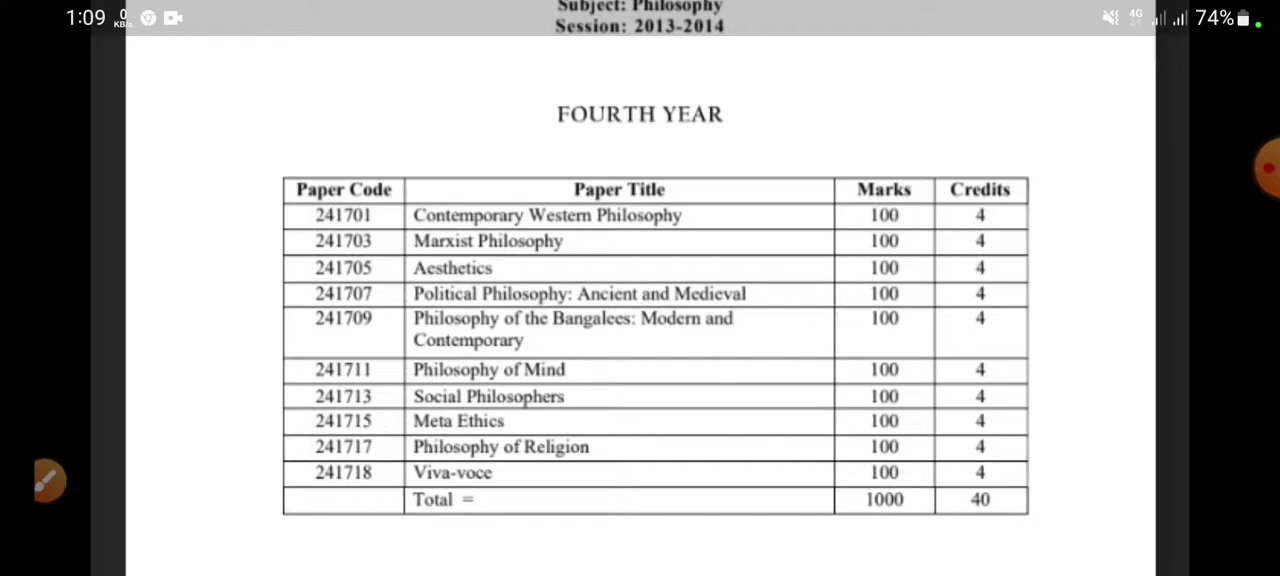 1:09 0 KB/s 4G 74%
Subject: Philosophy
Session: 2013-2014
FOURTH YEAR
Paper Code Paper Title Marks Credits
241701 Contemporary Western Philosophy 100 4
241703 Marxist Philosophy 100 4
241705 Aesthetics 100 4
241707 Political Philosophy: Ancient and Medieval 100 4
241709 Philosophy of the Bangalees: Modern and 100 4
Contemporary
241711 Philosophy of Mind 100 4
241713 Social Philosophers 100 4
241715 Meta Ethics 100 4
241717 Philosophy of Religion 100 4
241718 Viva-voce 100 4
Total = 1000 40